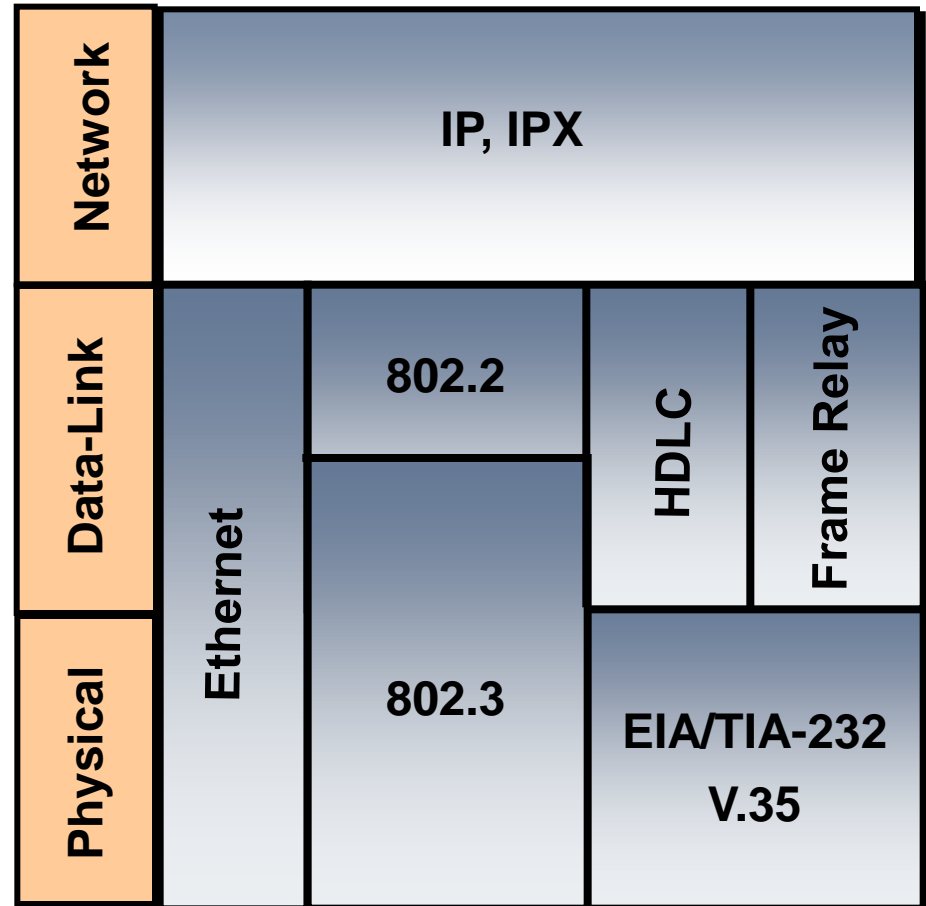 Network
IP, IPX
Data-Link
Ethernet
802.2
HDLC
Frame Relay
Physical
802.3
EIA/TIA-232
V.35